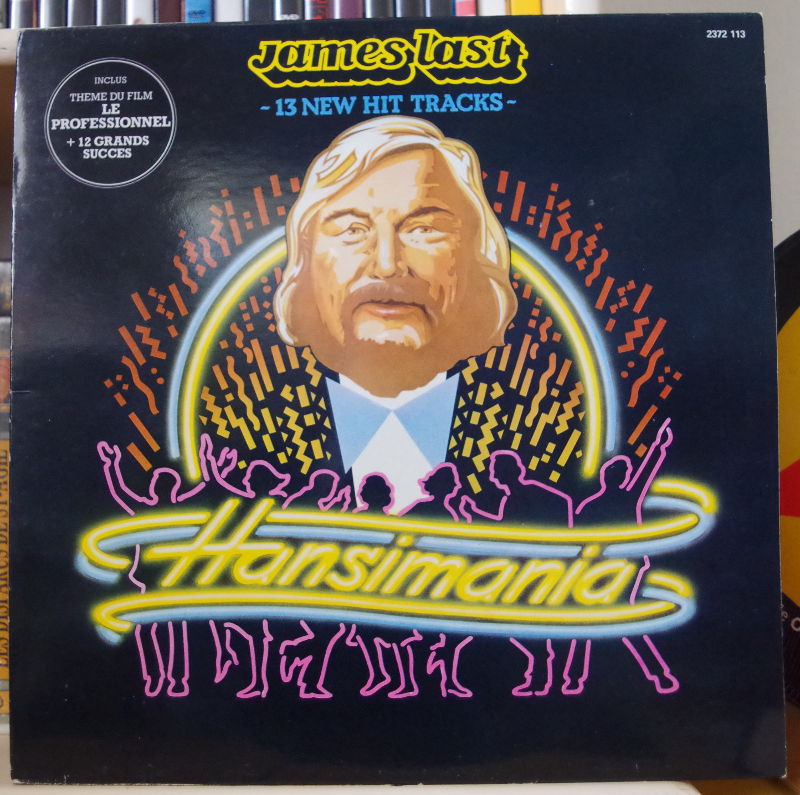 James Last
2372 113
~ 13 NEW HIT TRACKS ~
INCLUS
THEME DU FILM
LE
PROFESSIONNEL
+ 12 GRANDS
SUCCES
Hansimania